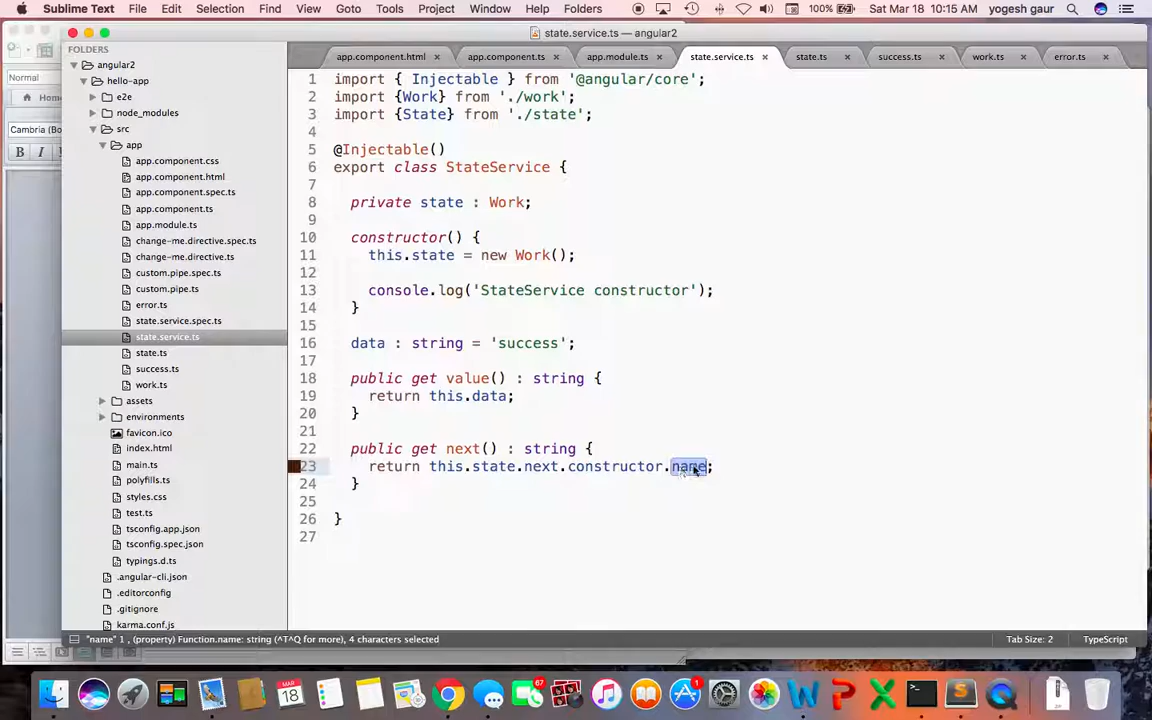 Sublime Text File Edit Selection Find View Goto Tools Project Window Help Folders 100% Sat Mar 18 10:15 AM yogesh gaur
state.service.ts — angular2
FOLDERS
angular2
hello-app
e2e
node_modules
src
app
app.component.css
app.component.html
app.component.spec.ts
app.component.ts
app.module.ts
change-me.directive.spec.ts
change-me.directive.ts
custom.pipe.spec.ts
custom.pipe.ts
error.ts
state.service.spec.ts
state.service.ts
state.ts
success.ts
work.ts
assets
environments
favicon.ico
index.html
main.ts
polyfills.ts
styles.css
test.ts
tsconfig.app.json
tsconfig.spec.json
typings.d.ts
.angular-cli.json
.editorconfig
.gitignore
karma.conf.js
Normal
Home
Cambria (Bo
B I
app.component.html app.component.ts app.module.ts state.service.ts state.ts success.ts work.ts error.ts
1 import { Injectable } from '@angular/core';
2 import {Work} from './work';
3 import {State} from './state';
4
5 @Injectable()
6 export class StateService {
7
8 private state : Work;
9
10 constructor() {
11 this.state = new Work();
12
13 console.log('StateService constructor');
14 }
15
16 data : string = 'success';
17
18 public get value() : string {
19 return this.data;
20 }
21
22 public get next() : string {
23 return this.state.next.constructor.name;
24 }
25
26 }
27
"name" 1 , (property) Function.name: string (^T^Q for more), 4 characters selected Tab Size: 2 TypeScript
MAR
18
67